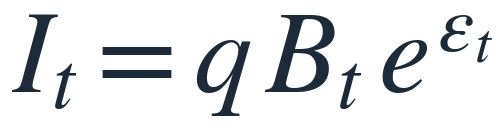 I_t = q B_t e^{ε_t}